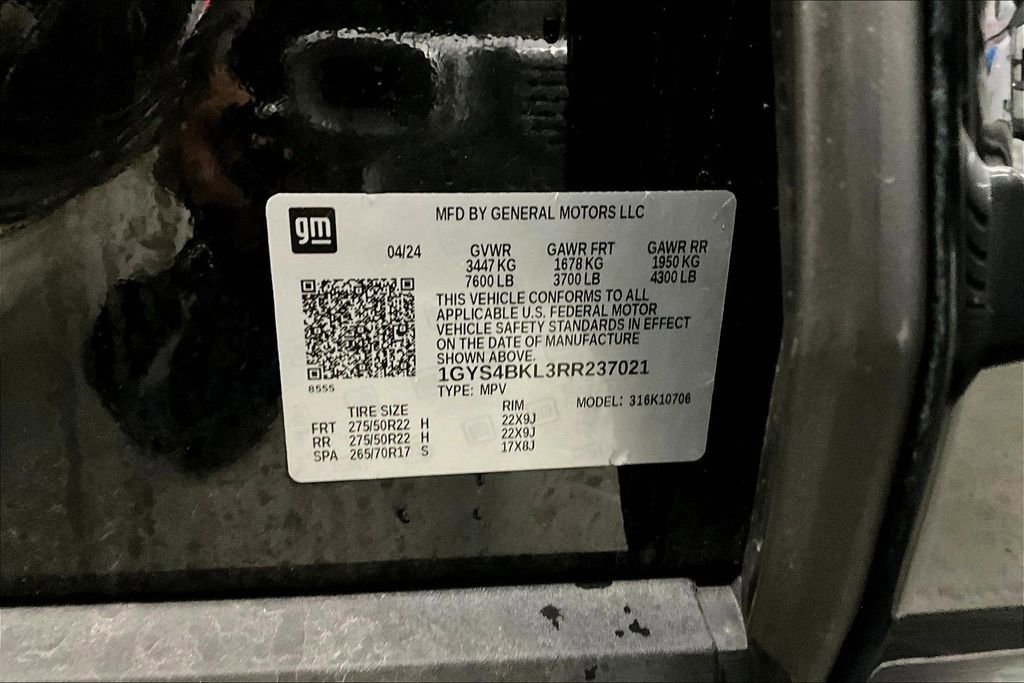 gm
MFD BY GENERAL MOTORS LLC
04/24 GVWR GAWR FRT GAWR RR
3447 KG 1678 KG 1950 KG
7600 LB 3700 LB 4300 LB
THIS VEHICLE CONFORMS TO ALL
APPLICABLE U.S. FEDERAL MOTOR
VEHICLE SAFETY STANDARDS IN EFFECT
ON THE DATE OF MANUFACTURE
SHOWN ABOVE.
1GYS4BKL3RR237021
8555
TYPE: MPV MODEL: 316K10706
TIRE SIZE RIM
FRT 275/50R22 H 22X9J
RR 275/50R22 H 22X9J
SPA 265/70R17 S 17X8J